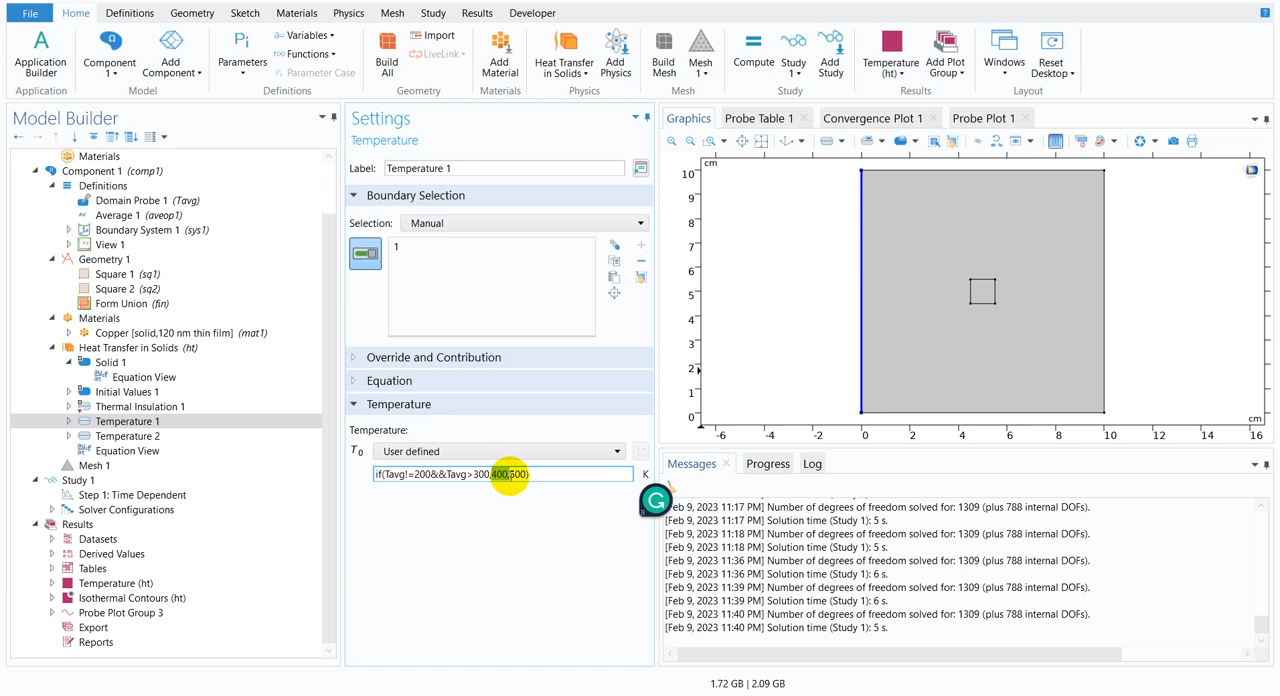 File Home Definitions Geometry Sketch Materials Physics Mesh Study Results Developer
Application Builder
Component 1
Add Component
Parameters
a= Variables
f(x) Functions
Pi Parameter Case
Build All
Import
LiveLink
Add Material
Heat Transfer in Solids
Add Physics
Build Mesh
Mesh 1
Compute
Study 1
Add Study
Temperature (ht)
Add Plot Group
Windows
Reset Desktop
Application Model Definitions Geometry Materials Physics Mesh Study Results Layout
Model Builder
Materials
Component 1 (comp1)
Definitions
Domain Probe 1 (Tavg)
Average 1 (aveop1)
Boundary System 1 (sys1)
View 1
Geometry 1
Square 1 (sq1)
Square 2 (sq2)
Form Union (fin)
Materials
Copper [solid,120 nm thin film] (mat1)
Heat Transfer in Solids (ht)
Solid 1
Equation View
Initial Values 1
Thermal Insulation 1
Temperature 1
Temperature 2
Equation View
Mesh 1
Study 1
Step 1: Time Dependent
Solver Configurations
Results
Datasets
Derived Values
Tables
Temperature (ht)
Isothermal Contours (ht)
Probe Plot Group 3
Export
Reports
Settings
Temperature
Label: Temperature 1
Boundary Selection
Selection: Manual
1
Override and Contribution
Equation
Temperature
Temperature:
T0 User defined
if(Tavg!=200&&Tavg>300,400,500) K
Graphics Probe Table 1 Convergence Plot 1 Probe Plot 1
cm
10
9
8
7
6
5
4
3
2
1
0
cm
-6 -4 -2 0 2 4 6 8 10 12 14 16
Messages Progress Log
[Feb 9, 2023 11:17 PM] Number of degrees of freedom solved for: 1309 (plus 788 internal DOFs).
[Feb 9, 2023 11:17 PM] Solution time (Study 1): 5 s.
[Feb 9, 2023 11:18 PM] Number of degrees of freedom solved for: 1309 (plus 788 internal DOFs).
[Feb 9, 2023 11:18 PM] Solution time (Study 1): 5 s.
[Feb 9, 2023 11:36 PM] Number of degrees of freedom solved for: 1309 (plus 788 internal DOFs).
[Feb 9, 2023 11:36 PM] Solution time (Study 1): 6 s.
[Feb 9, 2023 11:39 PM] Number of degrees of freedom solved for: 1309 (plus 788 internal DOFs).
[Feb 9, 2023 11:39 PM] Solution time (Study 1): 6 s.
[Feb 9, 2023 11:40 PM] Number of degrees of freedom solved for: 1309 (plus 788 internal DOFs).
[Feb 9, 2023 11:40 PM] Solution time (Study 1): 5 s.
1.72 GB | 2.09 GB